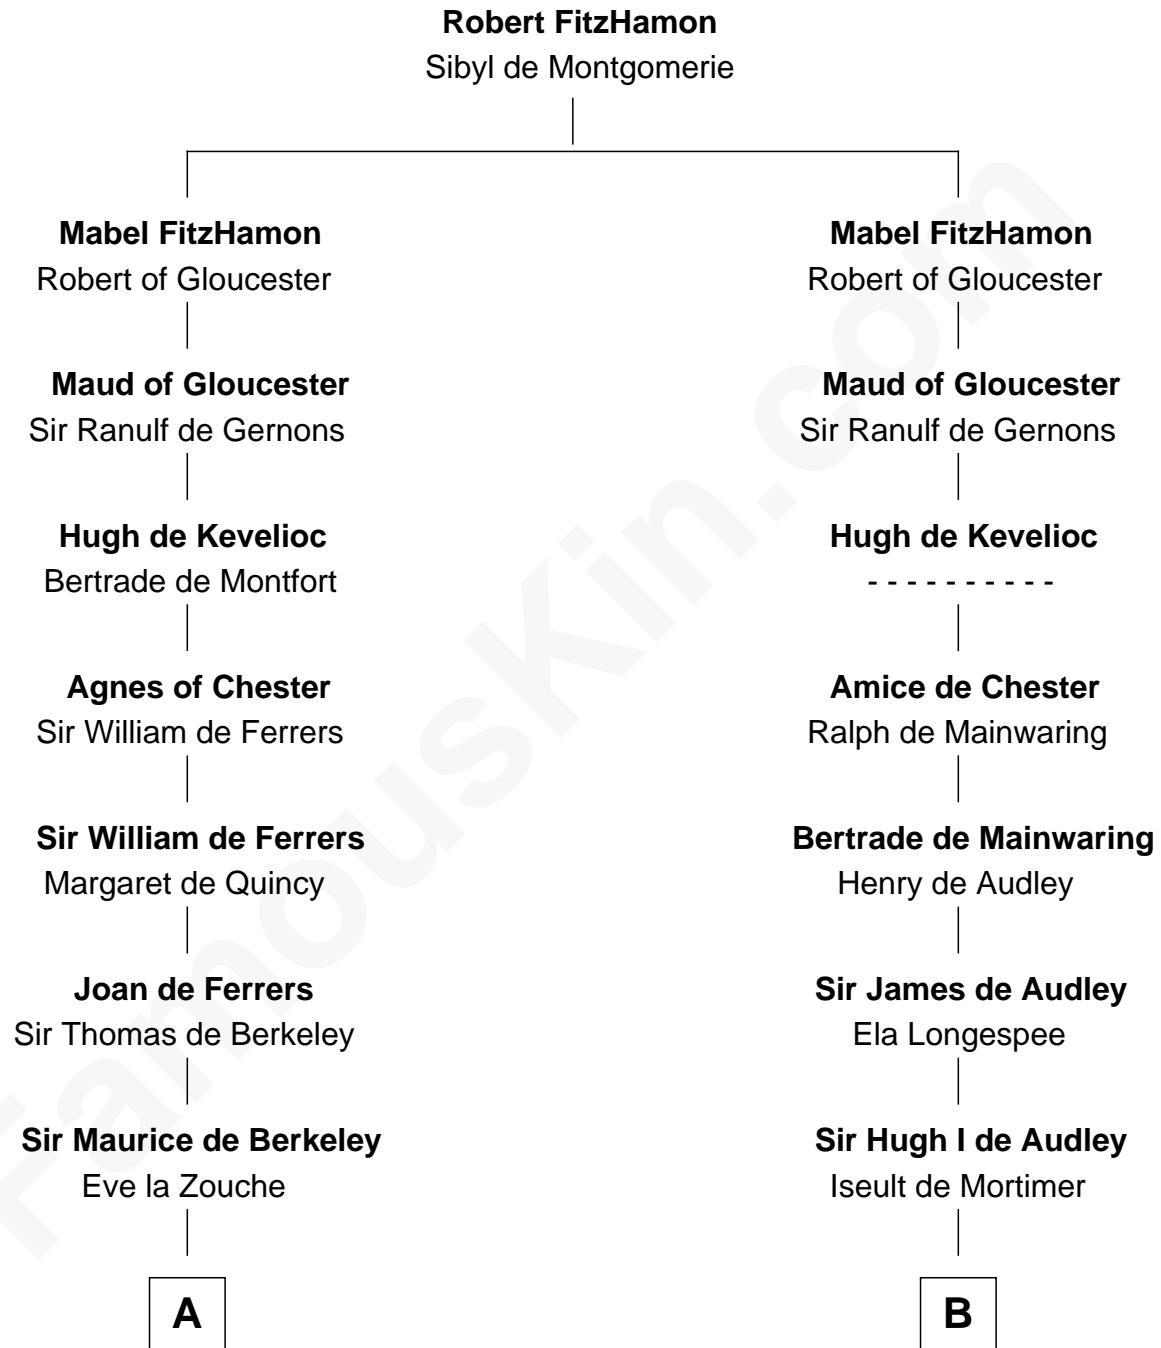 Robert FitzHamon
Sibyl de Montgomerie
Mabel FitzHamon
Robert of Gloucester
Maud of Gloucester
Sir Ranulf de Gernons
Hugh de Kevelioc
Bertrade de Montfort
Agnes of Chester
Sir William de Ferrers
Sir William de Ferrers
Margaret de Quincy
Joan de Ferrers
Sir Thomas de Berkeley
Sir Maurice de Berkeley
Eve la Zouche
A
Mabel FitzHamon
Robert of Gloucester
Maud of Gloucester
Sir Ranulf de Gernons
Hugh de Kevelioc
- - - - - - - - - -
Amice de Chester
Ralph de Mainwaring
Bertrade de Mainwaring
Henry de Audley
Sir James de Audley
Ela Longespee
Sir Hugh I de Audley
Iseult de Mortimer
B
FamousKin.com